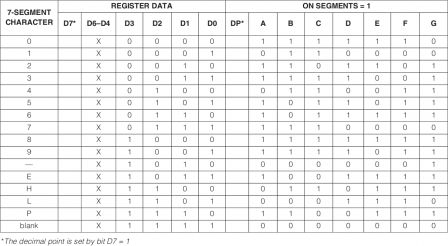 7-SEGMENT CHARACTER REGISTER DATA ON SEGMENTS = 1
D7* D6–D4 D3 D2 D1 D0 DP* A B C D E F G
0 X 0 0 0 0 1 1 1 1 1 1 0
1 X 0 0 0 1 0 1 1 0 0 0 0
2 X 0 0 1 0 1 1 0 1 1 0 1
3 X 0 0 1 1 1 1 1 1 0 0 1
4 X 0 1 0 0 0 1 1 0 0 1 1
5 X 0 1 0 1 1 0 1 1 0 1 1
6 X 0 1 1 0 1 0 1 1 1 1 1
7 X 0 1 1 1 1 1 1 0 0 0 0
8 X 1 0 0 0 1 1 1 1 1 1 1
9 X 1 0 0 1 1 1 1 1 0 1 1
— X 1 0 1 0 0 0 0 0 0 0 1
E X 1 0 1 1 1 0 0 1 1 1 1
H X 1 1 0 0 0 1 1 0 1 1 1
L X 1 1 0 1 0 0 0 1 1 1 0
P X 1 1 1 0 1 1 0 0 1 1 1
blank X 1 1 1 1 0 0 0 0 0 0 0
*The decimal point is set by bit D7 = 1